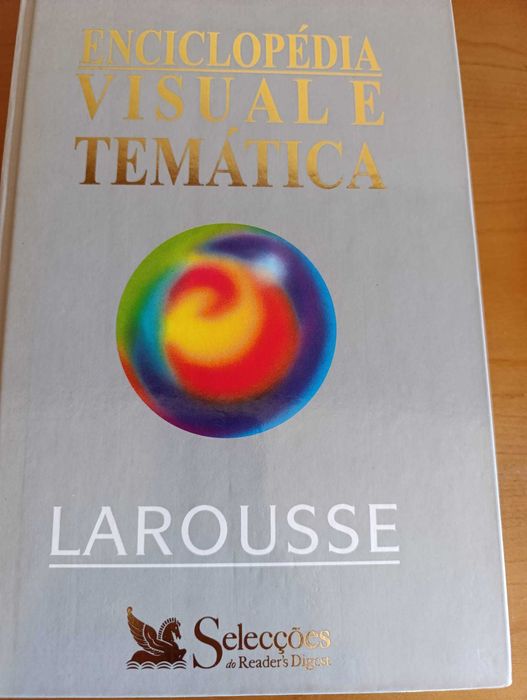 ENCICLOPÉDIA
VISUAL E
TEMÁTICA
LAROUSSE
Selecções
do Reader's Digest